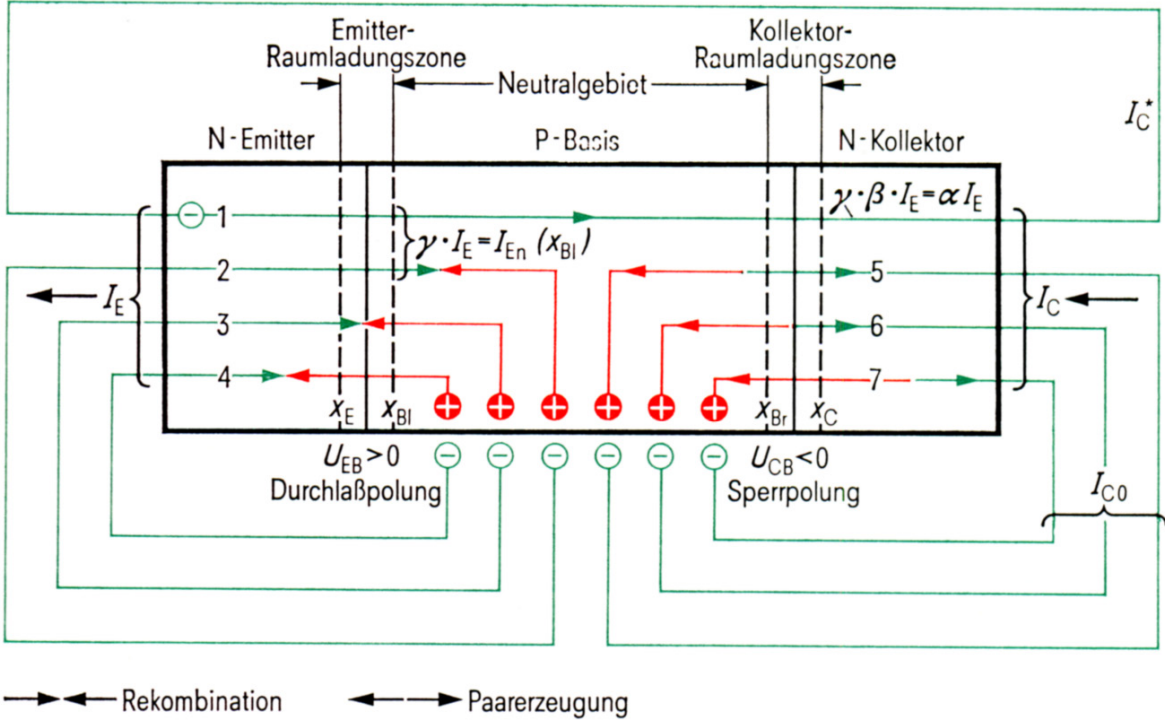 Emitter-
Raumladungszone
Kollektor-
Raumladungszone
Neutralgebiet
I*C
N-Emitter
P-Basis
N-Kollektor
1
γ·β·IE=αIE
γ·IE=IEn (xBl)
2
5
IE
IC
3
6
4
7
xE
xBl
xBr
xC
UEB>0
Durchlaßpolung
UCB<0
Sperrpolung
IC0
Rekombination
Paarerzeugung